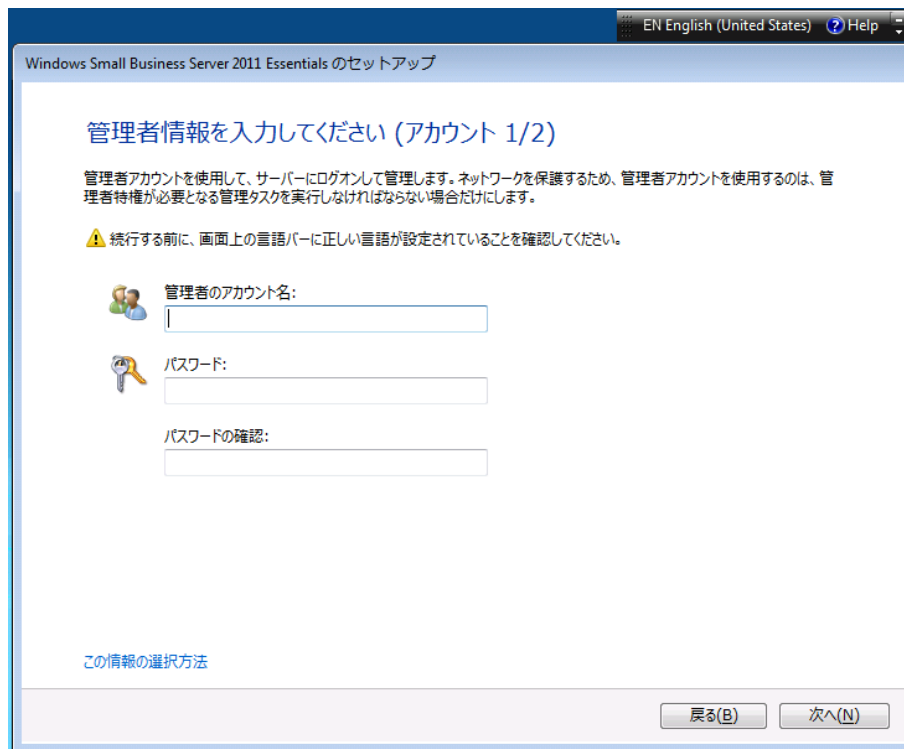 EN English (United States) ? Help
Windows Small Business Server 2011 Essentials のセットアップ
管理者情報を入力してください (アカウント 1/2)
管理者アカウントを使用して、サーバーにログオンして管理します。ネットワークを保護するため、管理者アカウントを使用するのは、管
理者特権が必要となる管理タスクを実行しなければならない場合だけにします。
続行する前に、画面上の言語バーに正しい言語が設定されていることを確認してください。
管理者のアカウント名:
パスワード:
パスワードの確認:
この情報の選択方法
戻る(B) 次へ(N)